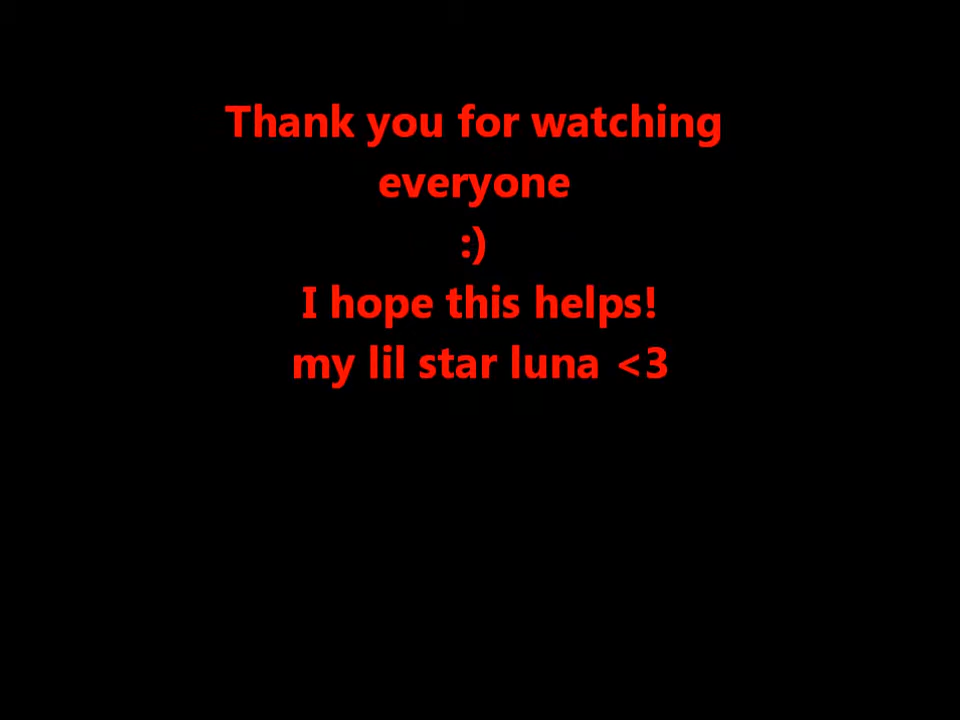 Thank you for watching
everyone
:)
I hope this helps!
my lil star luna <3